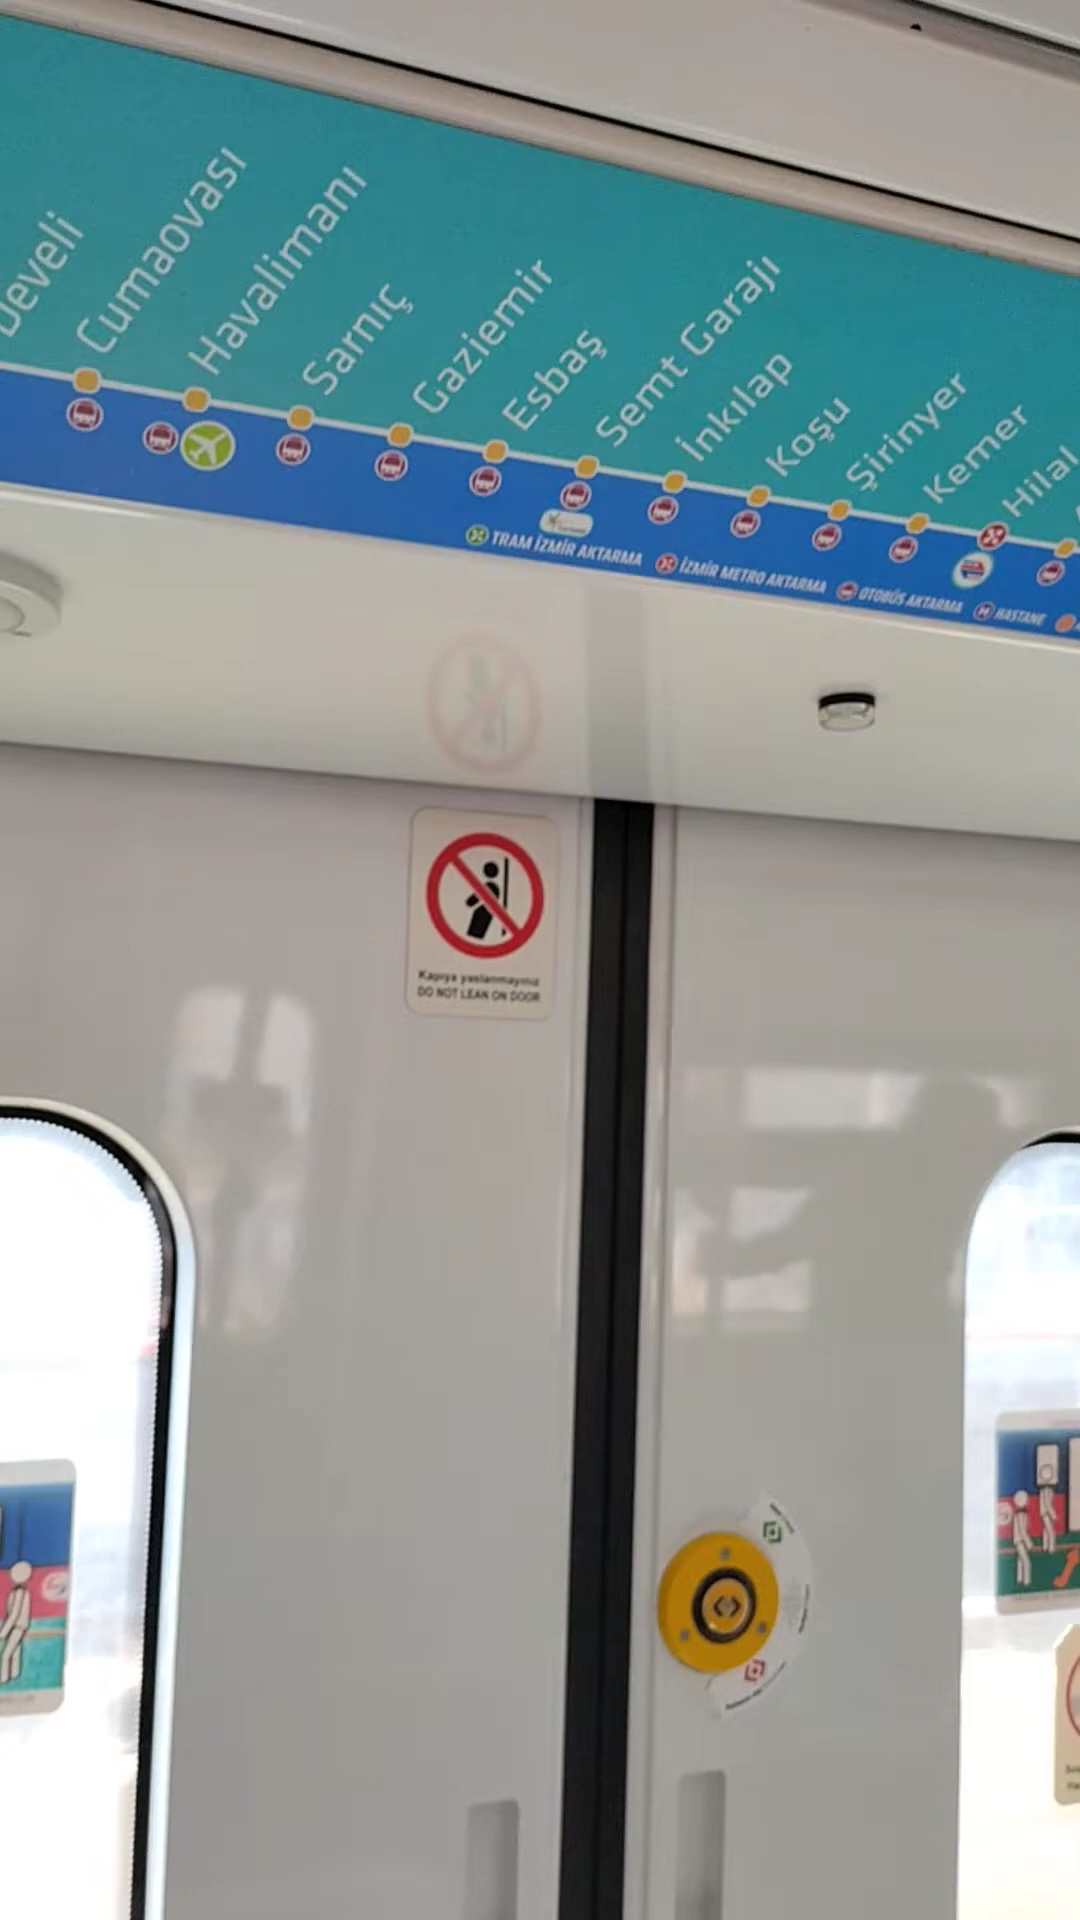 Develi
Cumaovası
Havalimanı
Sarnıç
Gaziemir
Esbaş
Semt Garajı
İnkılap
Koşu
Şirinyer
Kemer
Hilal
TRAM İZMİR AKTARMA
İZMİR METRO AKTARMA
OTOBÜS AKTARMA
H HASTANE
Kapıya yaslanmayınız
DO NOT LEAN ON DOOR